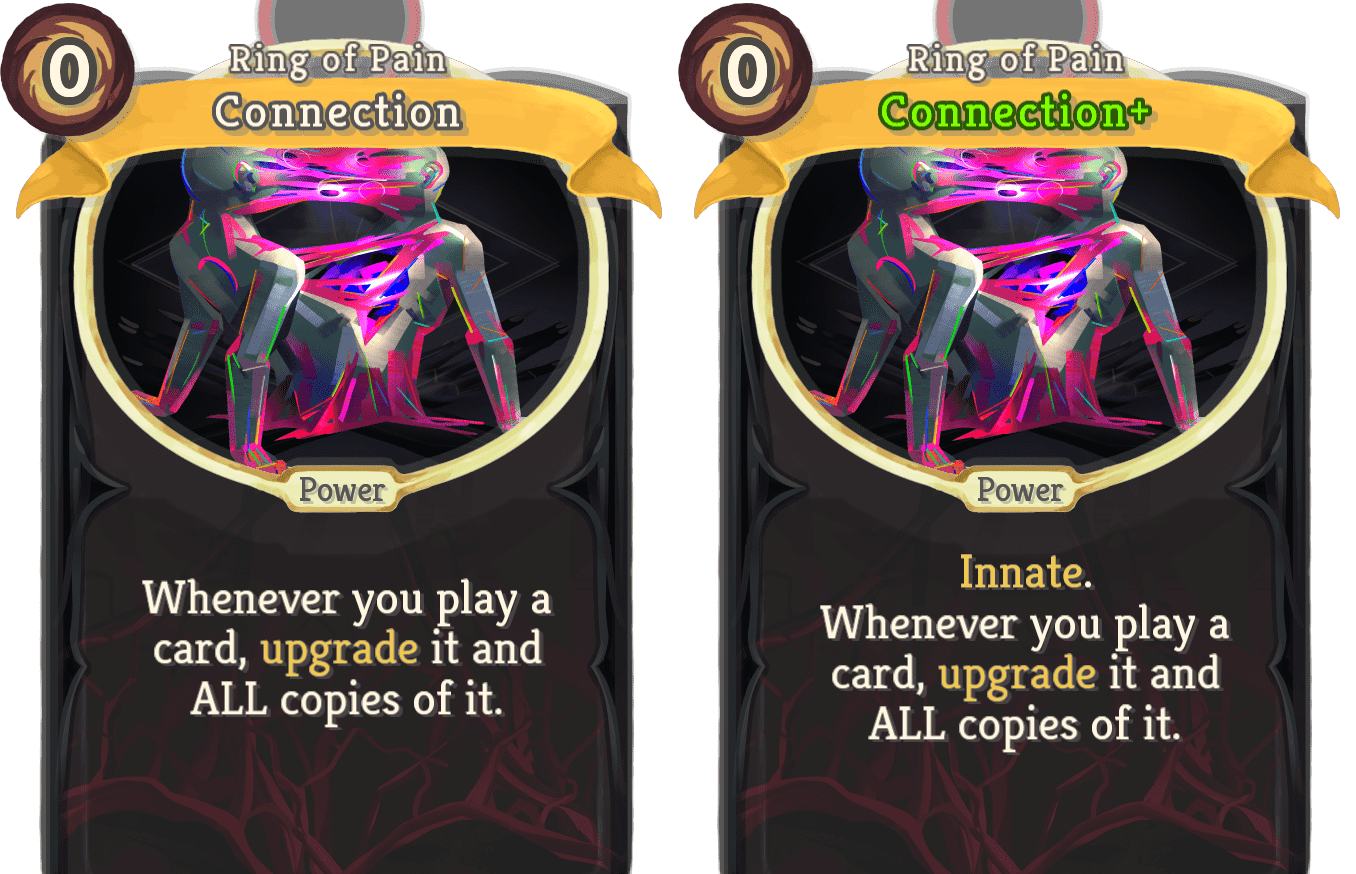 0
Ring of Pain
Connection
Power
Whenever you play a
card, upgrade it and
ALL copies of it.
0
Ring of Pain
Connection+
Power
Innate.
Whenever you play a
card, upgrade it and
ALL copies of it.